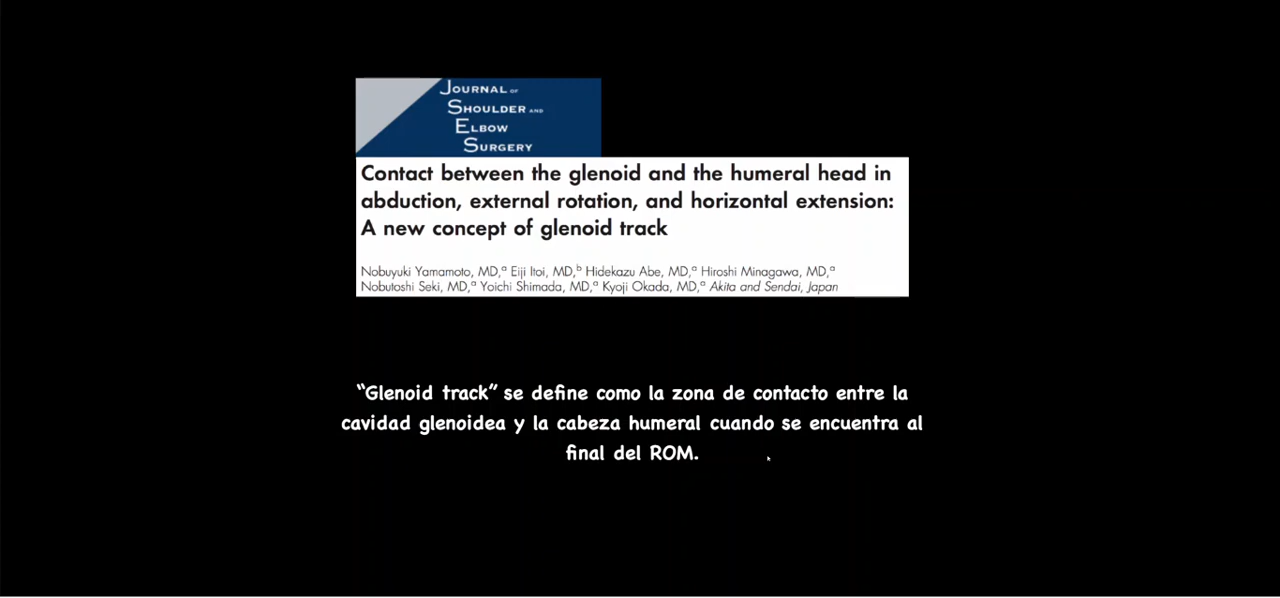 JOURNAL OF
SHOULDER AND
ELBOW
SURGERY
Contact between the glenoid and the humeral head in
abduction, external rotation, and horizontal extension:
A new concept of glenoid track
Nobuyuki Yamamoto, MD,ᵃ Eiji Itoi, MD,ᵇ Hidekazu Abe, MD,ᵃ Hiroshi Minagawa, MD,ᵃ
Nobutoshi Seki, MD,ᵃ Yoichi Shimada, MD,ᵃ Kyoji Okada, MD,ᵃ Akita and Sendai, Japan
“Glenoid track” se define como la zona de contacto entre la
cavidad glenoidea y la cabeza humeral cuando se encuentra al
final del ROM.